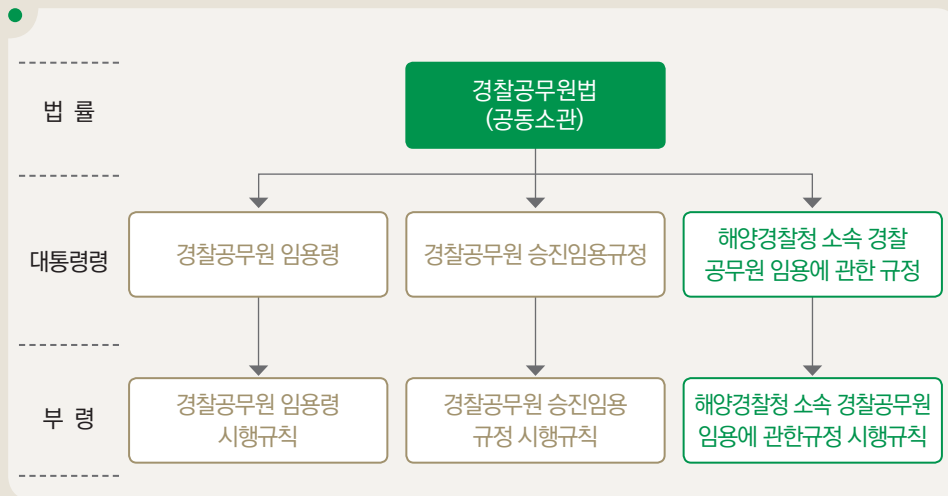 법 률
경찰공무원법
(공동소관)
대통령령
경찰공무원 임용령
경찰공무원 승진임용규정
해양경찰청 소속 경찰
공무원 임용에 관한 규정
부 령
경찰공무원 임용령
시행규칙
경찰공무원 승진임용
규정 시행규칙
해양경찰청 소속 경찰공무원
임용에 관한규정 시행규칙